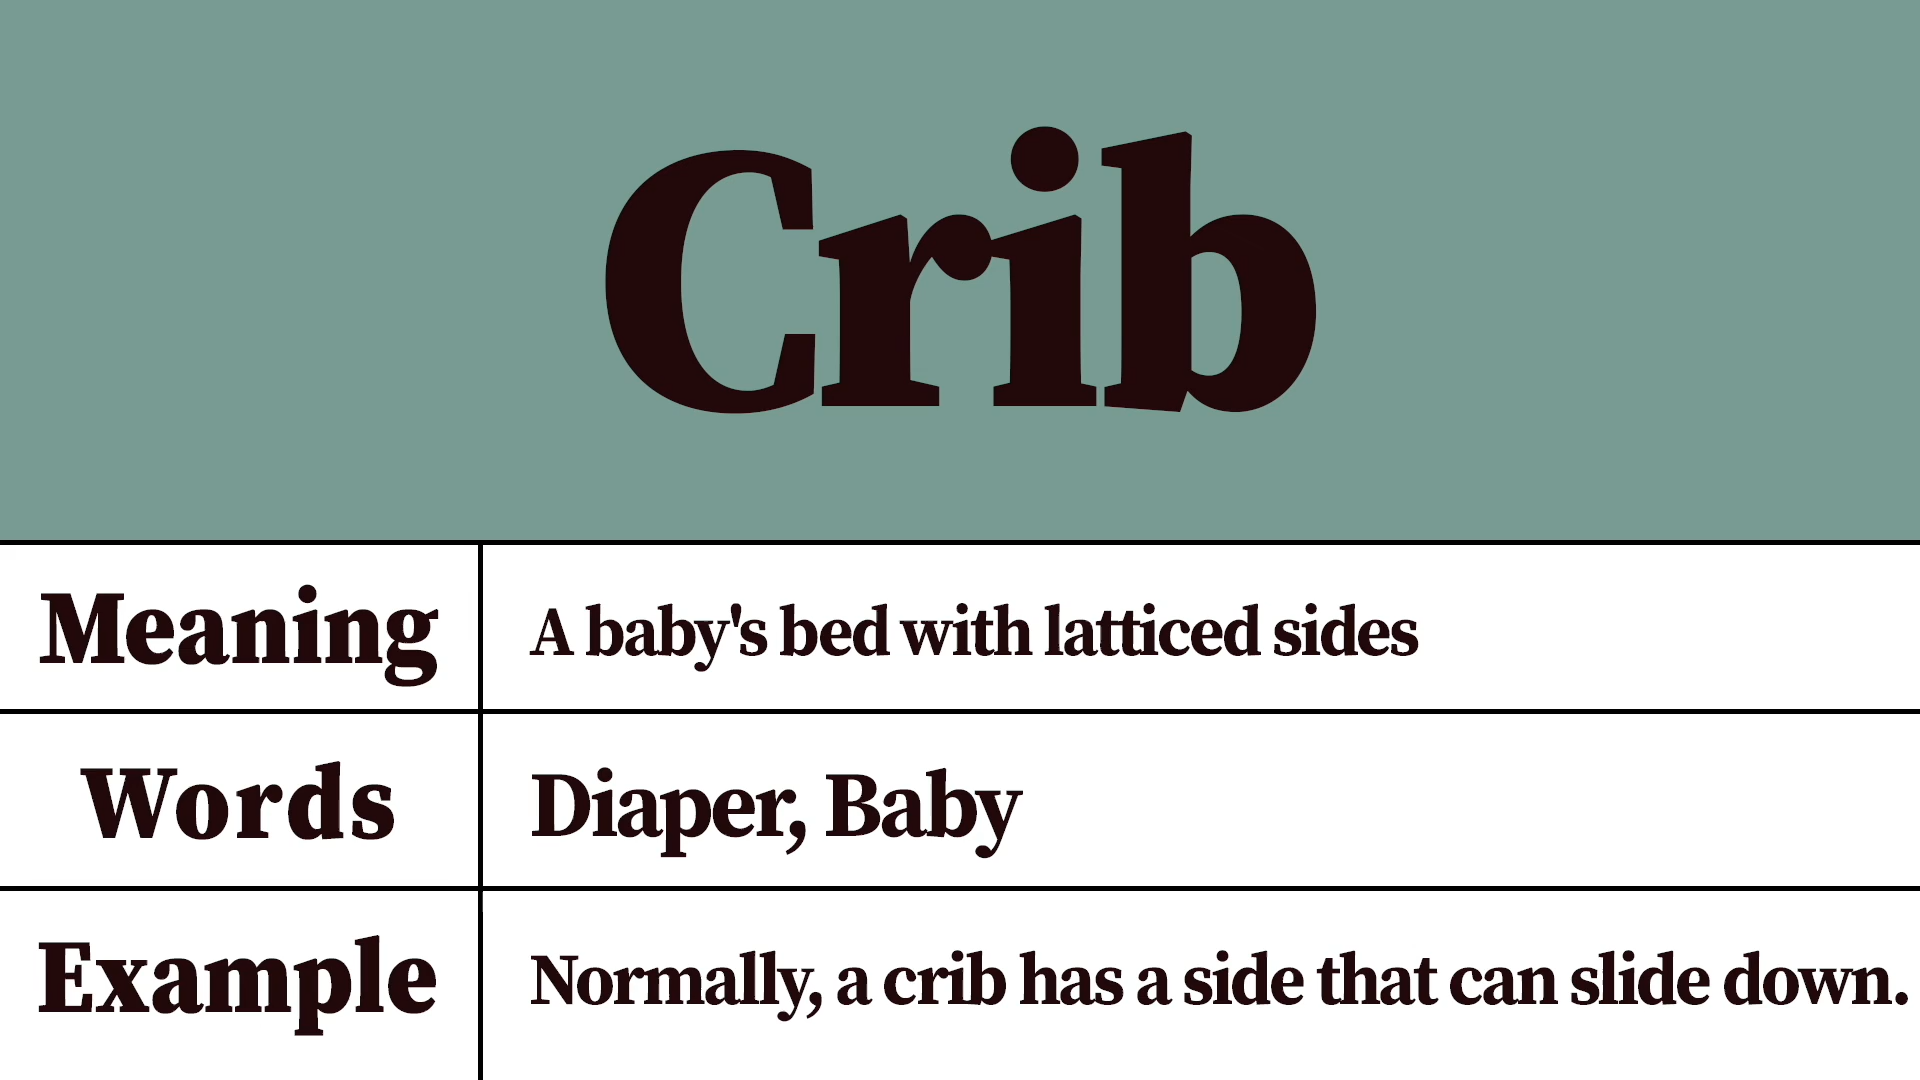 Crib
Meaning
A baby's bed with latticed sides
Words
Diaper, Baby
Example
Normally, a crib has a side that can slide down.